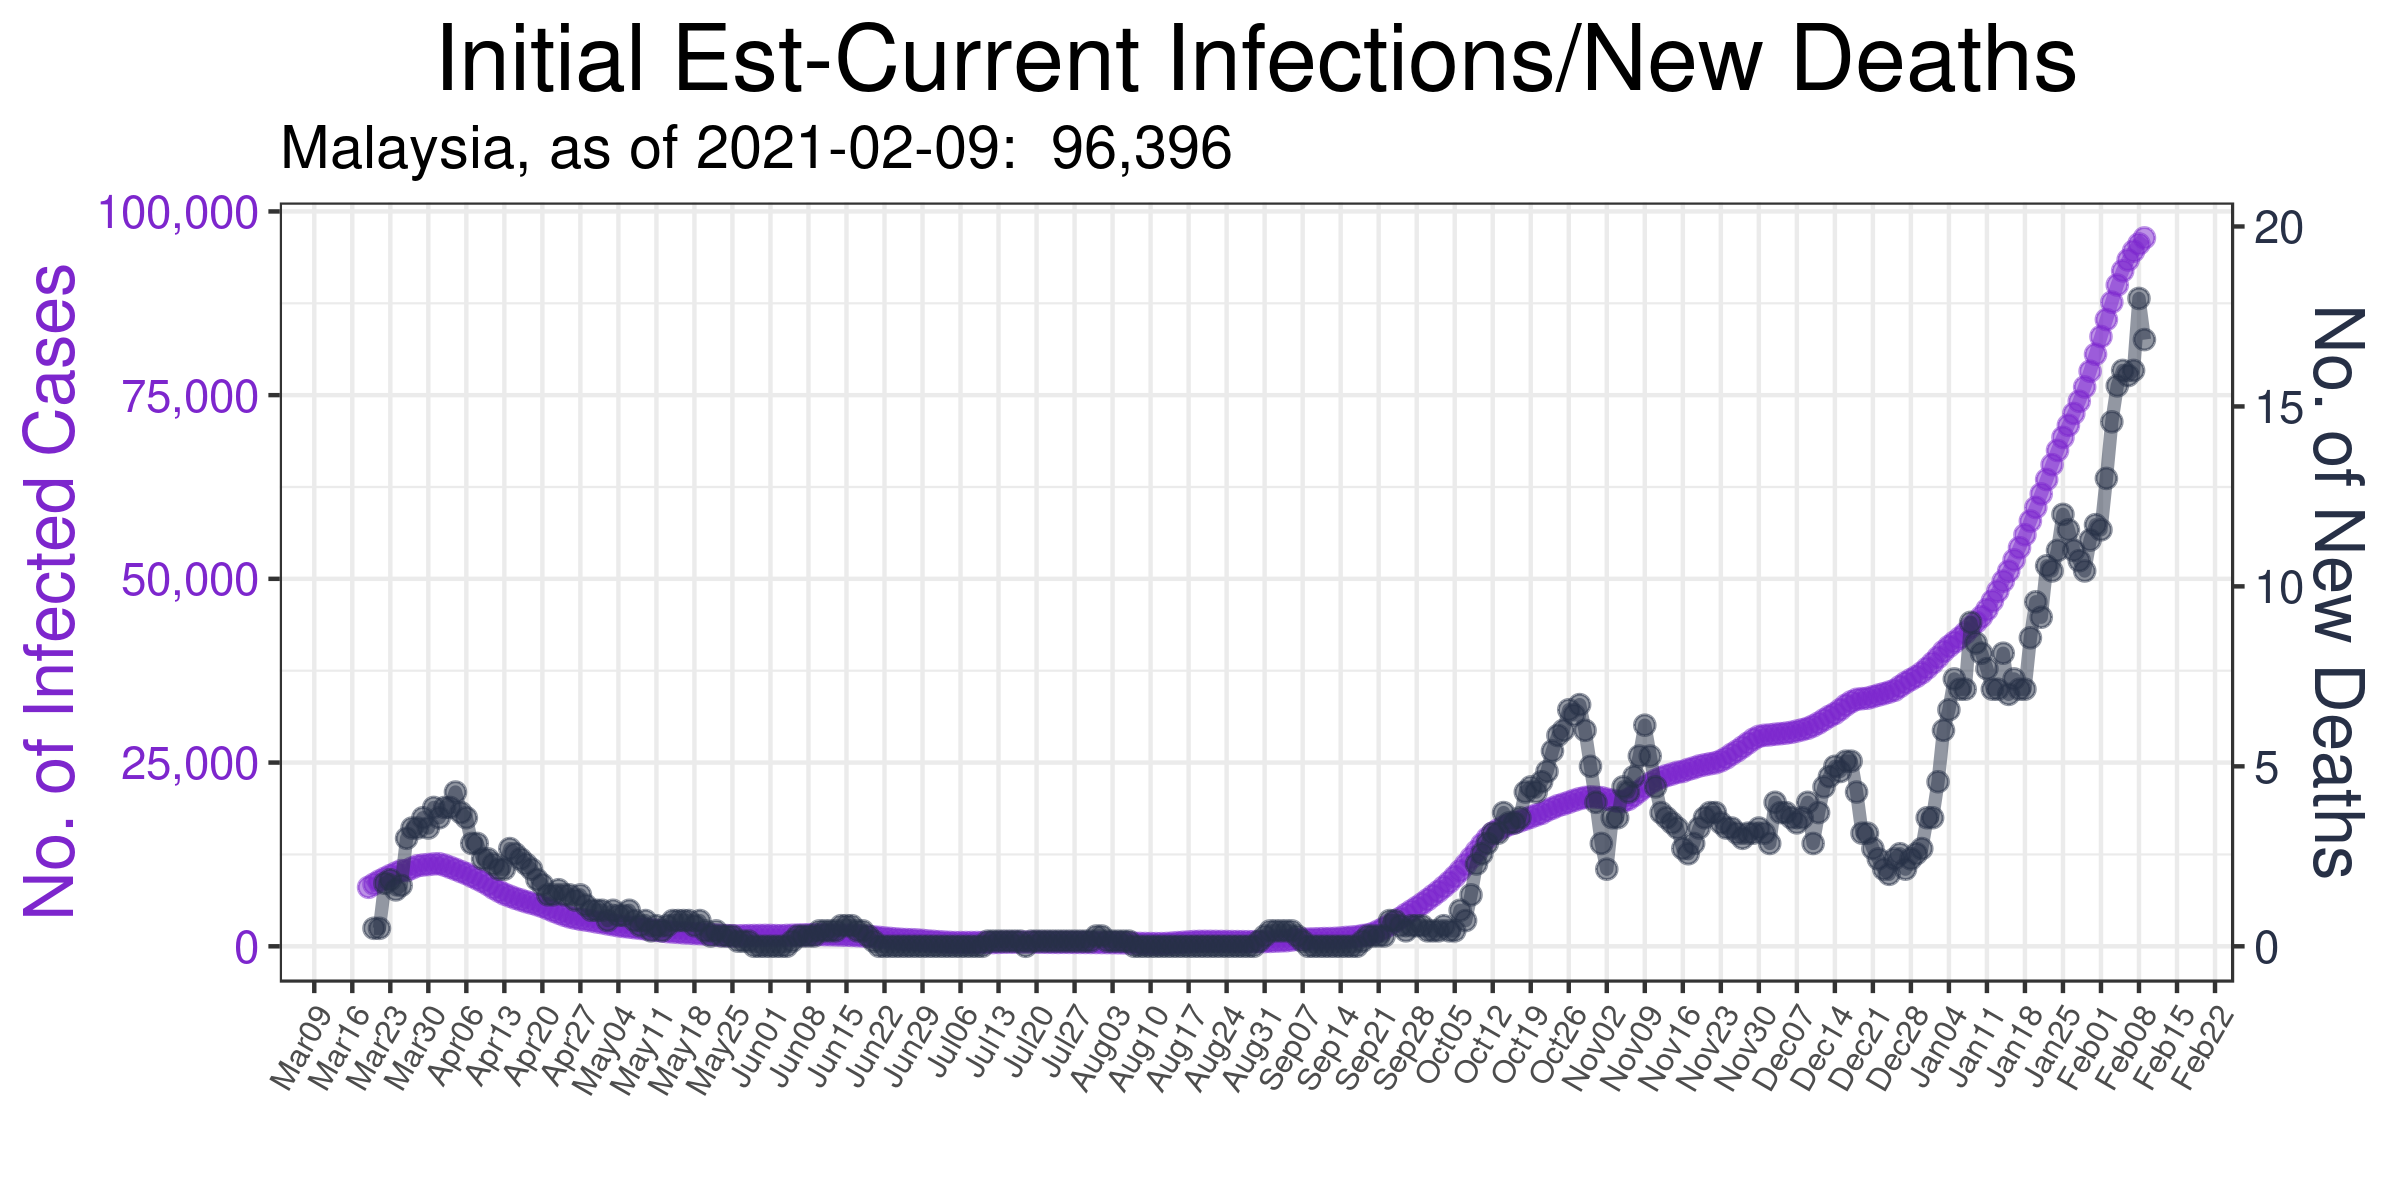 Initial Est-Current Infections/New Deaths
Malaysia, as of 2021-02-09: 96,396
No. of Infected Cases
100,000
75,000
50,000
25,000
0
20
15
10
5
0
No. of New Deaths
Mar09
Mar16
Mar23
Mar30
Apr06
Apr13
Apr20
Apr27
May04
May11
May18
May25
Jun01
Jun08
Jun15
Jun22
Jun29
Jul06
Jul13
Jul20
Jul27
Aug03
Aug10
Aug17
Aug24
Aug31
Sep07
Sep14
Sep21
Sep28
Oct05
Oct12
Oct19
Oct26
Nov02
Nov09
Nov16
Nov23
Nov30
Dec07
Dec14
Dec21
Dec28
Jan04
Jan11
Jan18
Jan25
Feb01
Feb08
Feb15
Feb22